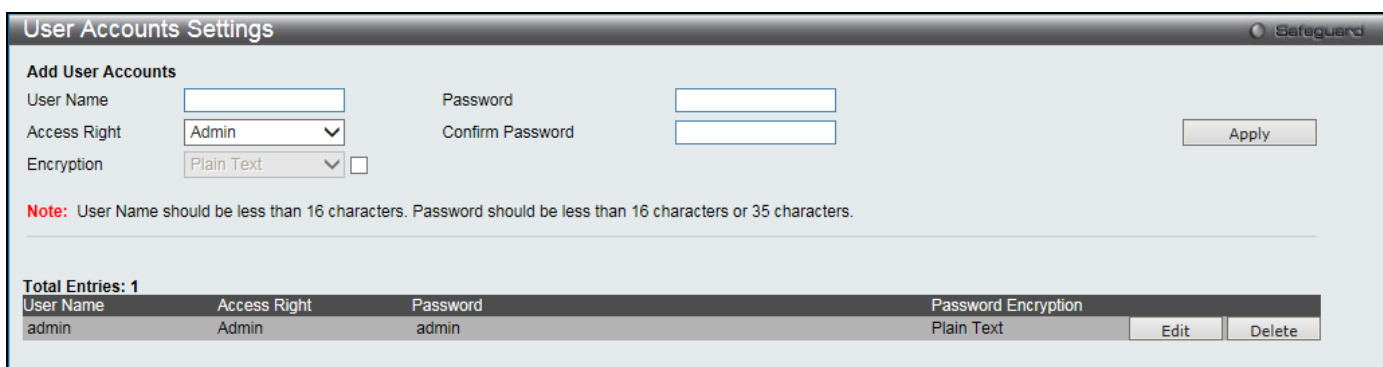 User Accounts Settings
Safeguard
Add User Accounts
User Name
Password
Access Right
Admin
Confirm Password
Apply
Encryption
Plain Text
Note: User Name should be less than 16 characters. Password should be less than 16 characters or 35 characters.
Total Entries: 1
User Name Access Right Password Password Encryption
admin Admin admin Plain Text Edit Delete